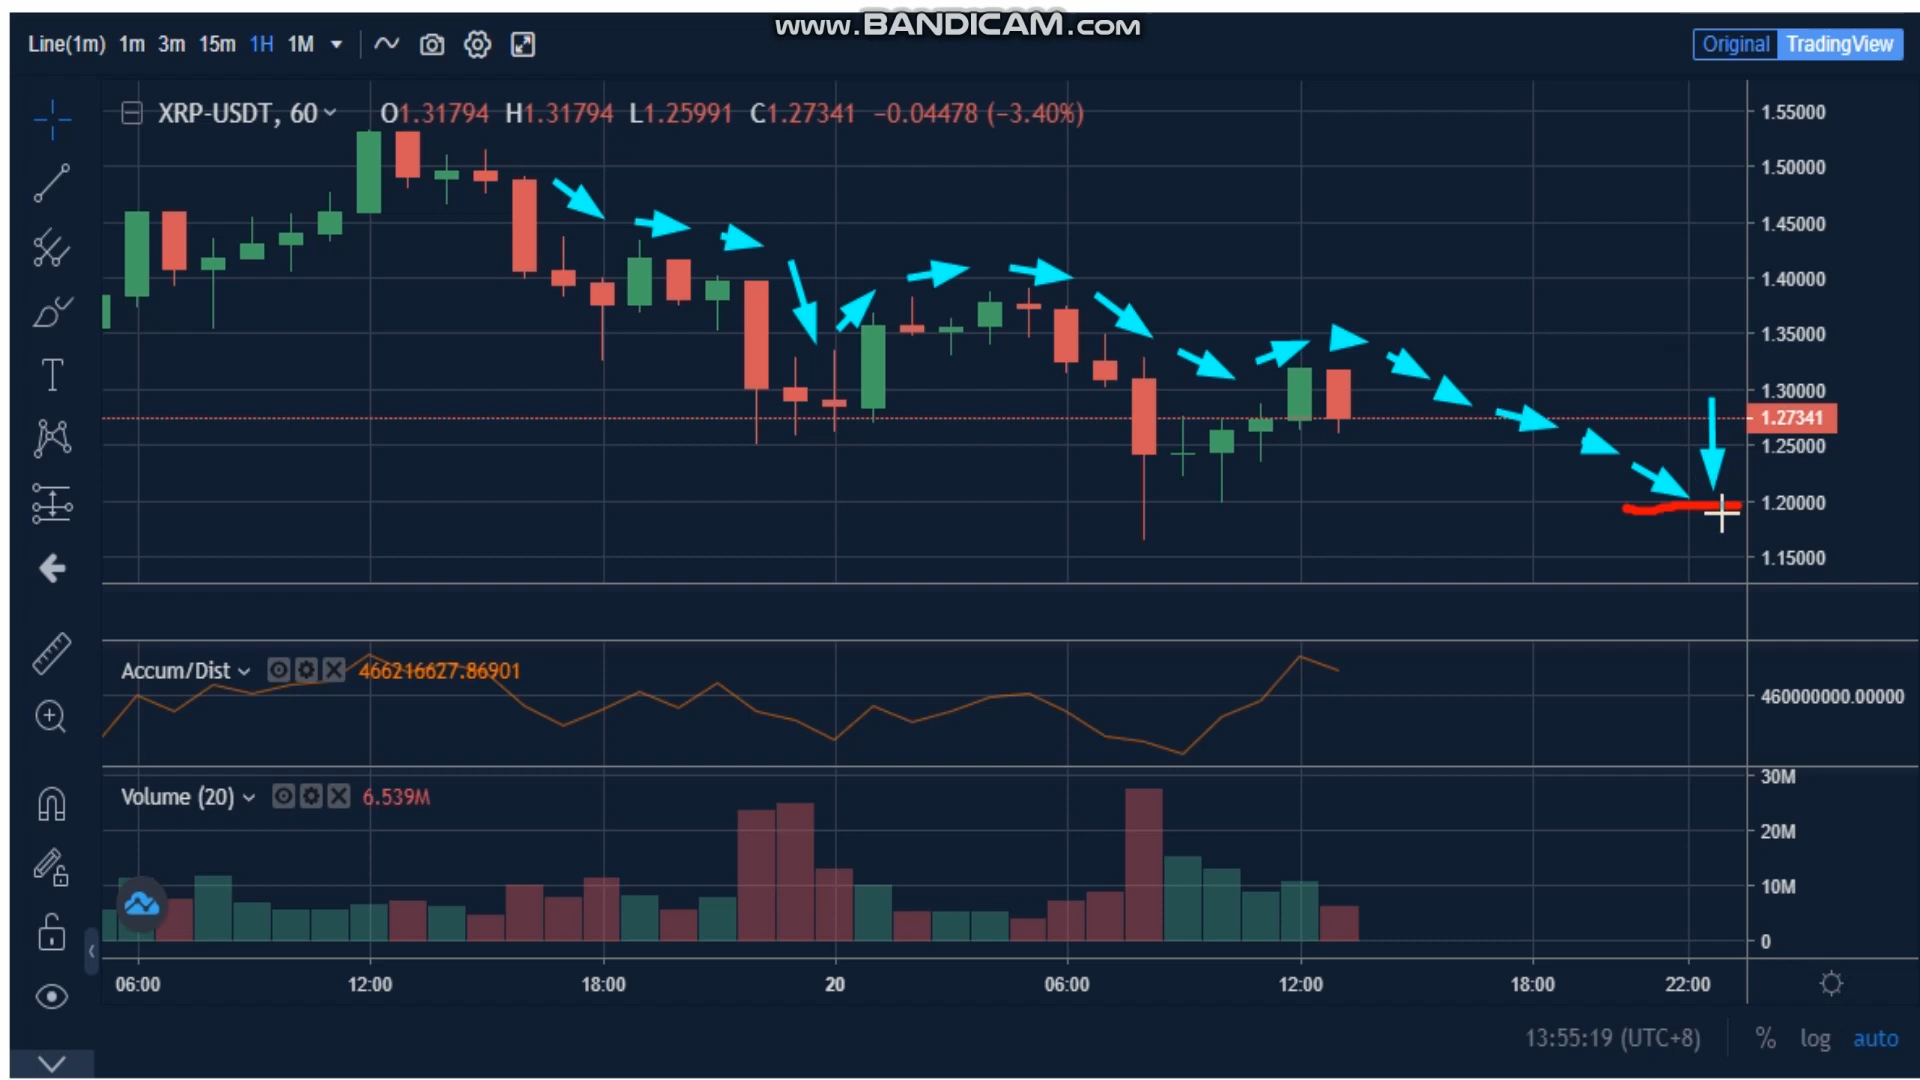 www.BANDICAM.com
Line(1m) 1m 3m 15m 1H 1M
Original TradingView
XRP-USDT, 60 O1.31794 H1.31794 L1.25991 C1.27341 −0.04478 (−3.40%)
1.55000
1.50000
1.45000
1.40000
1.35000
1.30000
1.27341
1.25000
1.20000
1.15000
T
Accum/Dist 466216627.86901
460000000.00000
Volume (20) 6.539M
30M
20M
10M
0
06:00 12:00 18:00 20 06:00 12:00 18:00 22:00
13:55:19 (UTC+8) % log auto